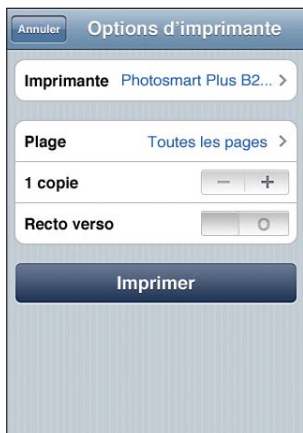 Annuler Options d'imprimante
Imprimante Photosmart Plus B2... >
Plage Toutes les pages >
1 copie − +
Recto verso O
Imprimer